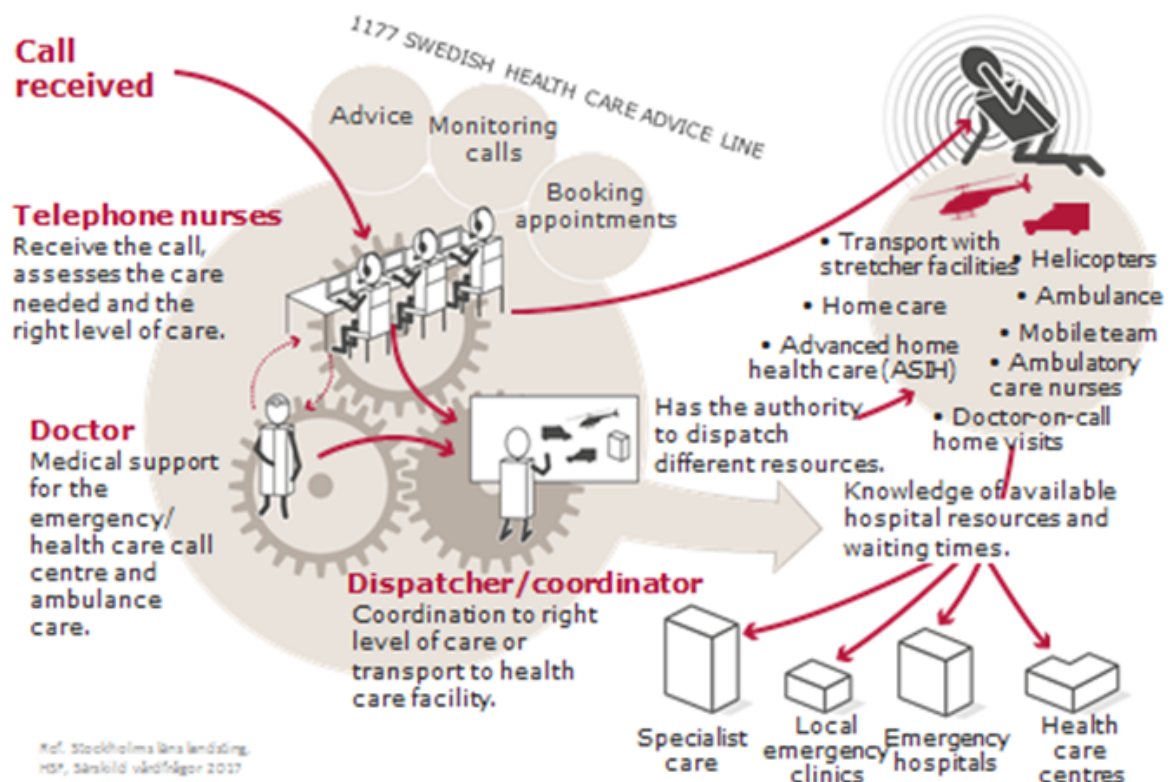 Call
received
1177 SWEDISH HEALTH CARE ADVICE LINE
Advice
Monitoring
calls
Booking
appointments
Telephone nurses
Receive the call,
assesses the care
needed and the
right level of care.
Doctor
Medical support
for the
emergency/
health care call
centre and
ambulance
care.
Dispatcher/coordinator
Coordination to right
level of care or
transport to health
care facility.
Has the authority
to dispatch
different resources.
• Transport with
stretcher facilities
• Home care
• Advanced home
health care (ASIH)
• Helicopters
• Ambulance
• Mobile team
• Ambulatory
care nurses
• Doctor-on-call
home visits
Knowledge of available
hospital resources and
waiting times.
Specialist
care
Local
emergency
clinics
Emergency
hospitals
Health
care
centres
Ref. Stockholms läns landsting,
HSF, Särskild vårdfrågor 2017